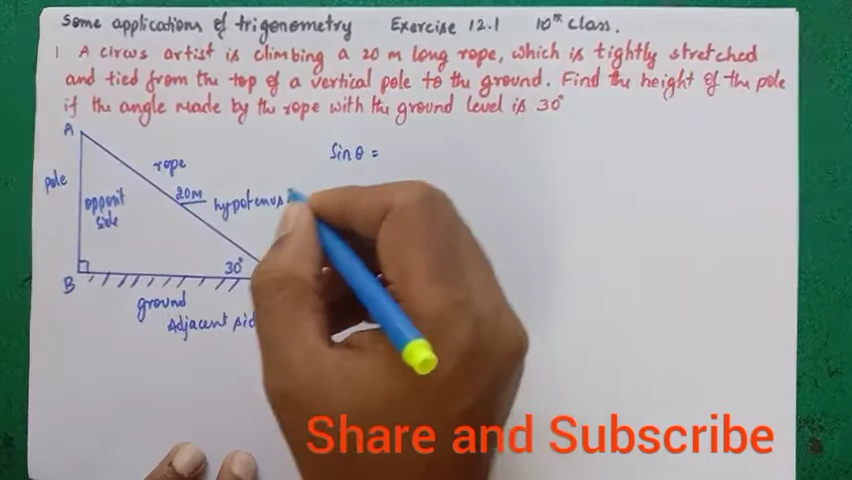 Some applications of trigonometry Exercise 12.1 10th Class.
1 A circus artist is climbing a 20 m long rope, which is tightly stretched
and tied from the top of a vertical pole to the ground. Find the height of the pole
if the angle made by the rope with the ground level is 30°
A
rope
Sin θ =
pole
20M
opposit
side
hypotenus
30°
B
ground
Adjacent
Share and Subscribe